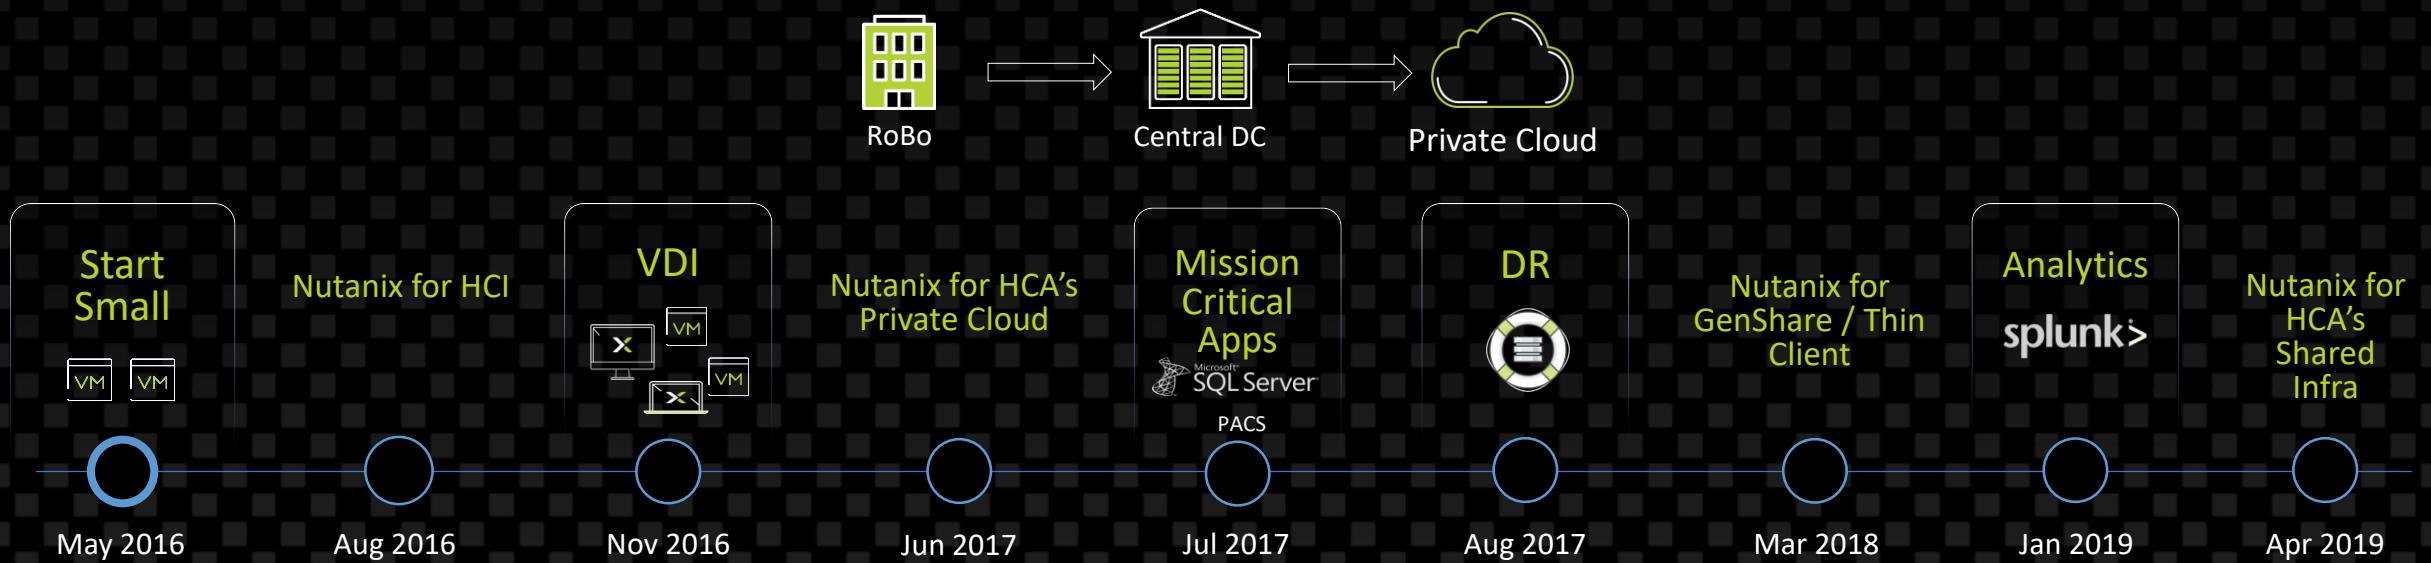 RoBo
Central DC
Private Cloud
Start
Small
VM VM
Nutanix for HCI
VDI
VM
VM
Nutanix for HCA's
Private Cloud
Mission
Critical
Apps
Microsoft
SQL Server
PACS
DR
Nutanix for
GenShare / Thin
Client
Analytics
splunk>
Nutanix for
HCA's
Shared
Infra
May 2016
Aug 2016
Nov 2016
Jun 2017
Jul 2017
Aug 2017
Mar 2018
Jan 2019
Apr 2019